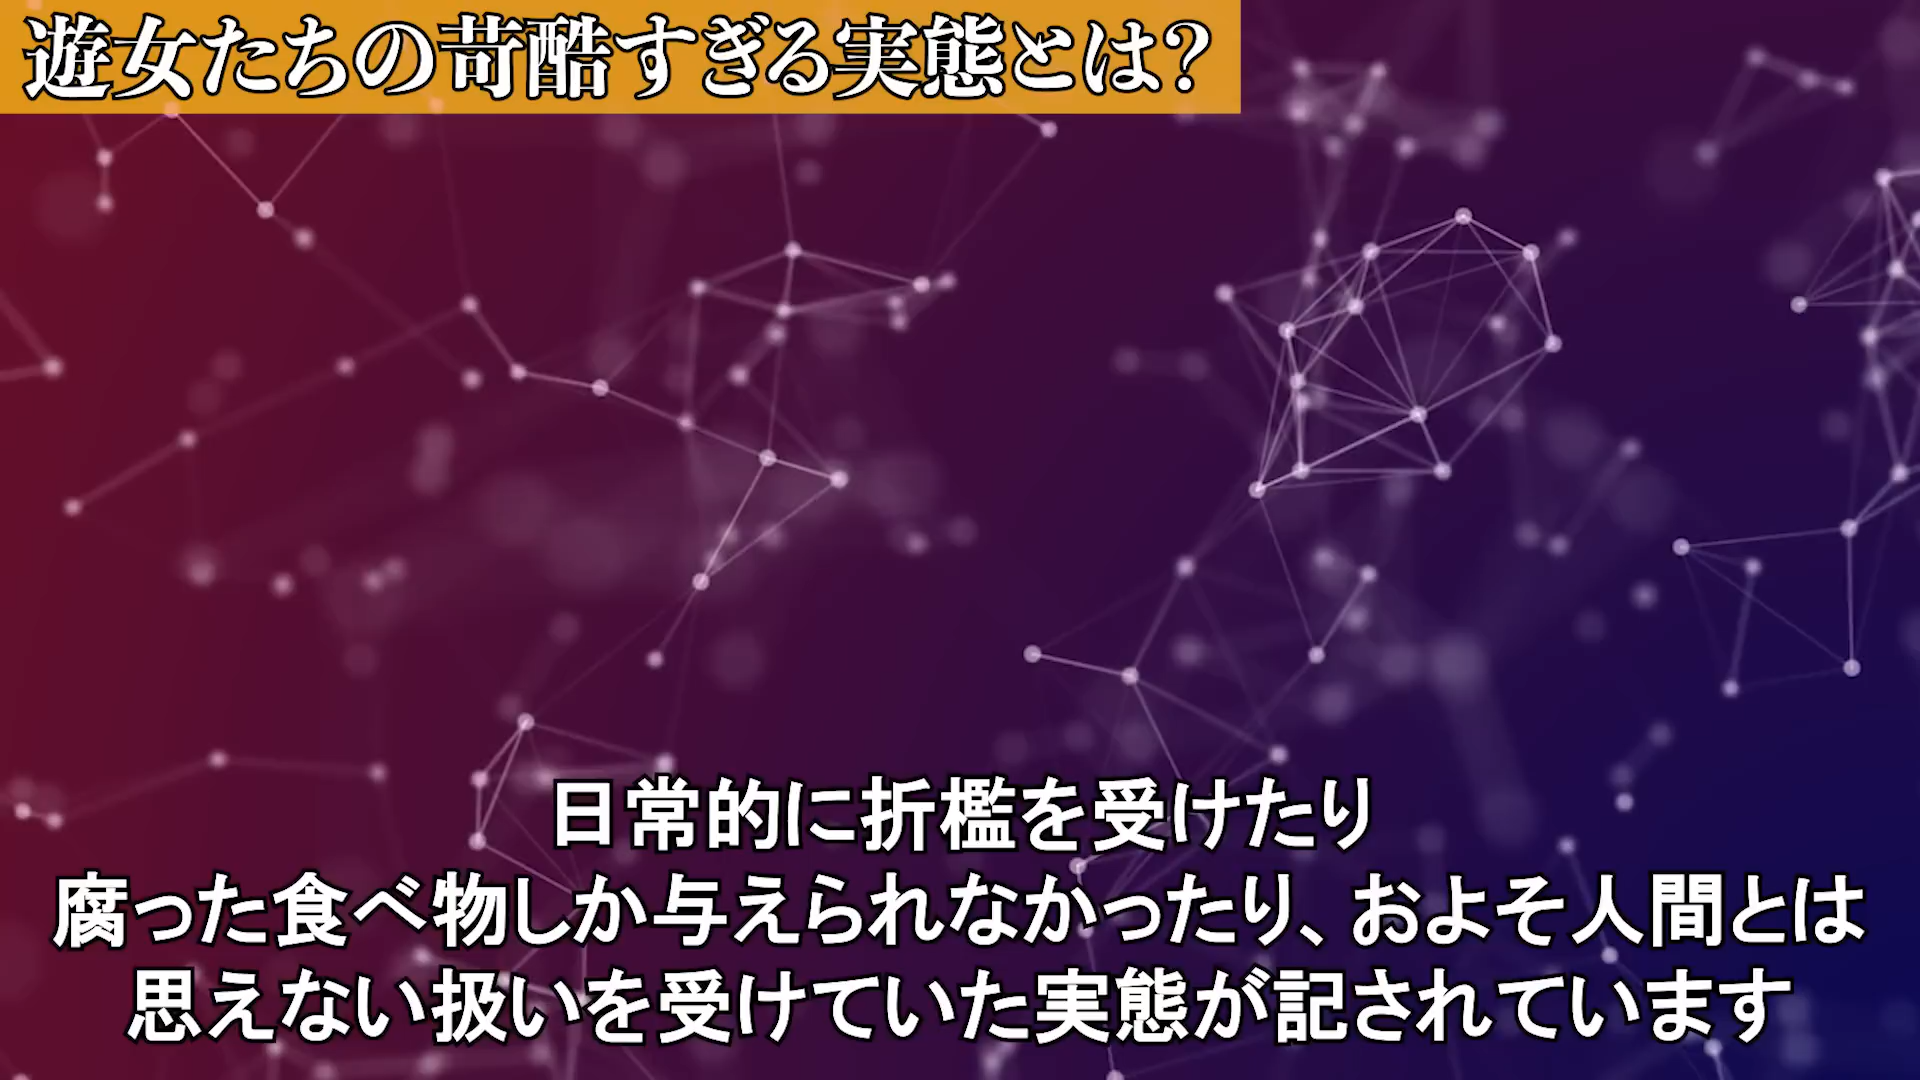 遊女たちの苛酷すぎる実態とは?
日常的に折檻を受けたり
腐った食べ物しか与えられなかったり、およそ人間とは
思えない扱いを受けていた実態が記されています